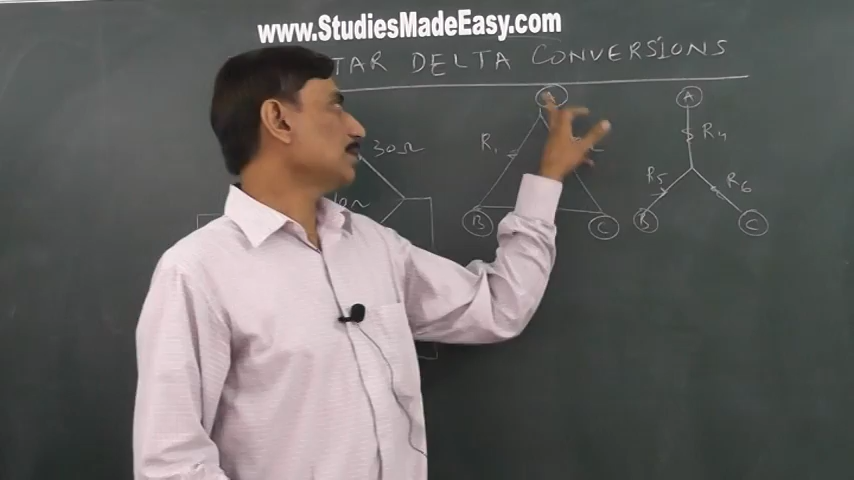 www.StudiesMadeEasy.com
TAR DELTA CONVERSIONS
30Ω
R1
B
C
A
R4
R5
R6
B
C